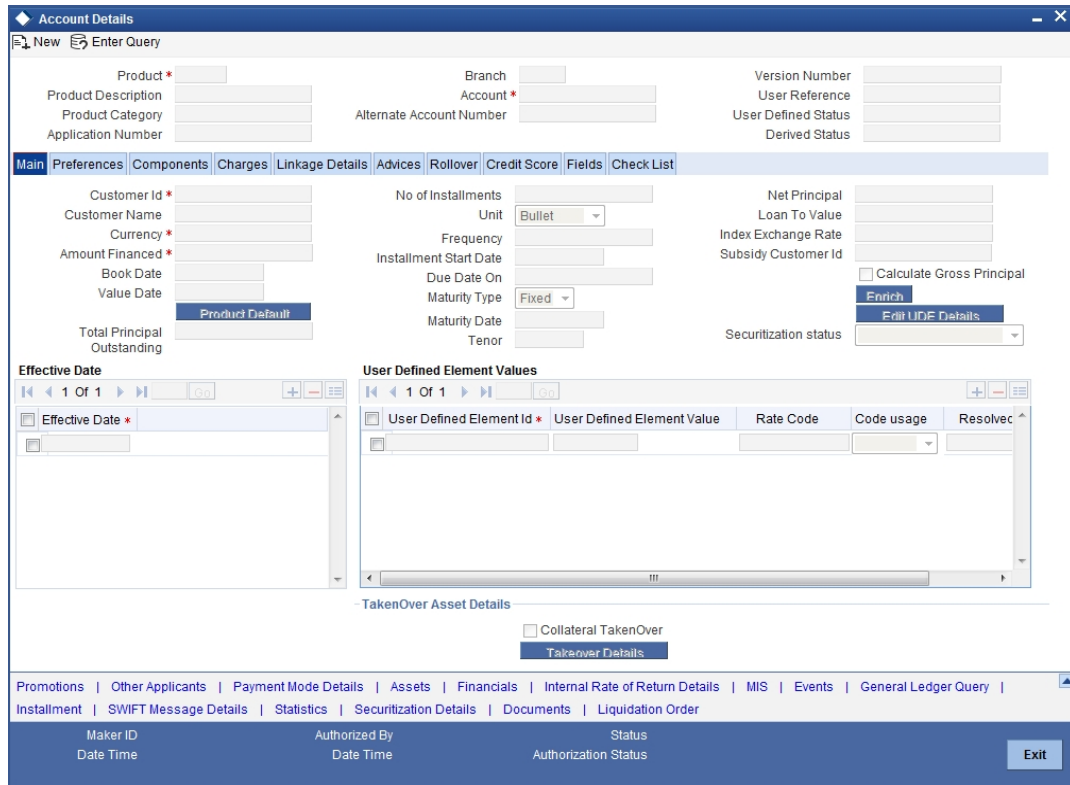 Account Details
New Enter Query
Product * Branch Version Number
Product Description Account * User Reference
Product Category Alternate Account Number User Defined Status
Application Number Derived Status
Main Preferences Components Charges Linkage Details Advices Rollover Credit Score Fields Check List
Customer Id * No of Installments Net Principal
Customer Name Unit Bullet Loan To Value
Currency * Frequency Index Exchange Rate
Amount Financed * Installment Start Date Subsidy Customer Id
Book Date Due Date On Calculate Gross Principal
Value Date Maturity Type Fixed Enrich
Product Default Maturity Date Edit UDE Details
Total Principal Outstanding Tenor Securitization status
Effective Date User Defined Element Values
1 Of 1 Go 1 Of 1 Go
Effective Date * User Defined Element Id * User Defined Element Value Rate Code Code usage Resolved
TakenOver Asset Details
Collateral TakenOver
Takeover Details
Promotions | Other Applicants | Payment Mode Details | Assets | Financials | Internal Rate of Return Details | MIS | Events | General Ledger Query |
Installment | SWIFT Message Details | Statistics | Securitization Details | Documents | Liquidation Order
Maker ID Authorized By Status
Date Time Date Time Authorization Status
Exit